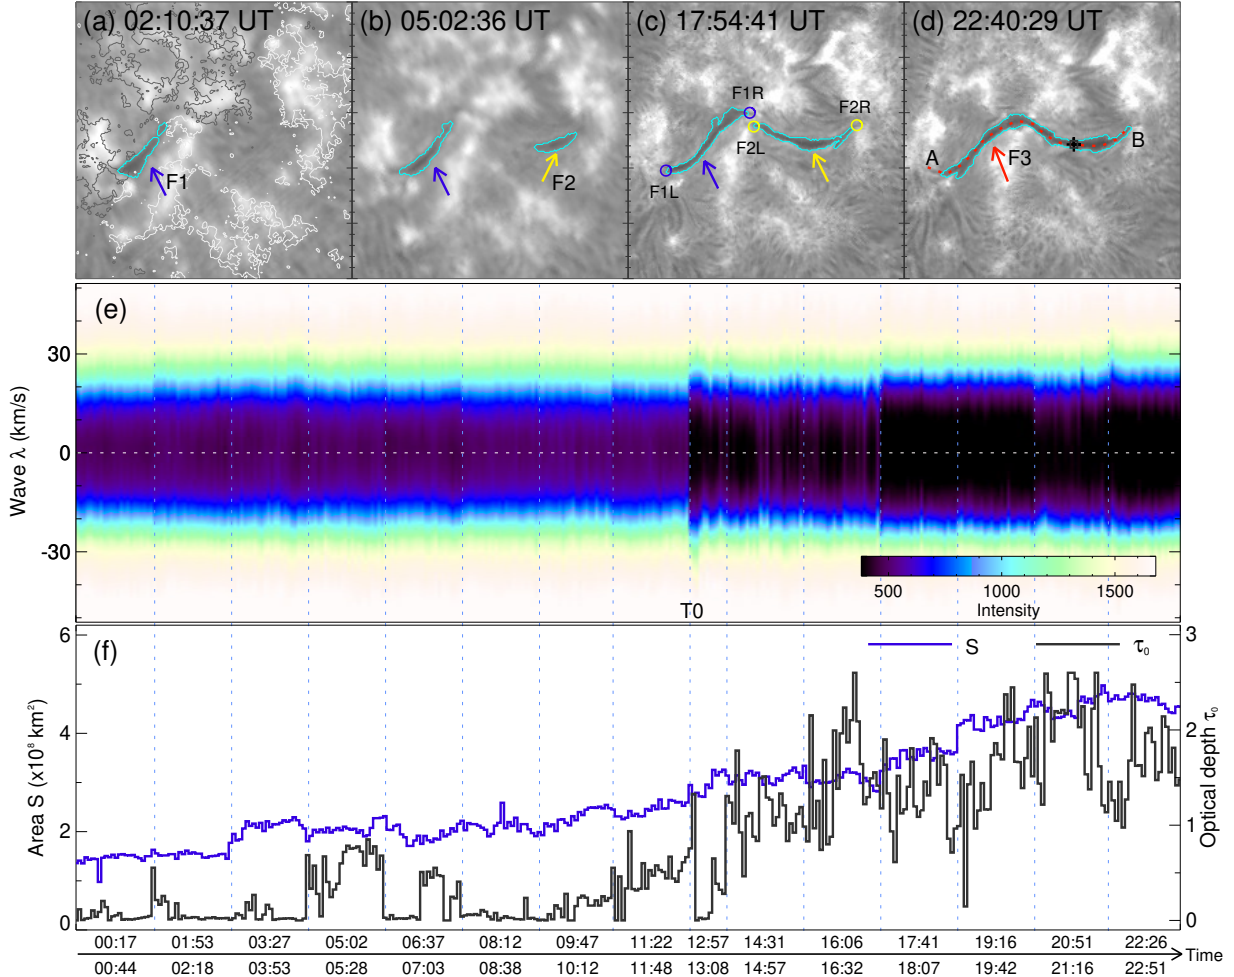 (a) 02:10:37 UT
(b) 05:02:36 UT
(c) 17:54:41 UT
(d) 22:40:29 UT
F1
F2
F1R
F2R
F2L
F1L
A
B
F3
(e)
30
0
-30
Wave λ (km/s)
500 1000 1500
Intensity
T0
(f)
S
τ₀
6
4
2
0
Area S (x10⁸ km²)
3
2
1
0
Optical depth τ₀
00:17 01:53 03:27 05:02 06:37 08:12 09:47 11:22 12:57 14:31 16:06 17:41 19:16 20:51 22:26
Time
00:44 02:18 03:53 05:28 07:03 08:38 10:12 11:48 13:08 14:57 16:32 18:07 19:42 21:16 22:51